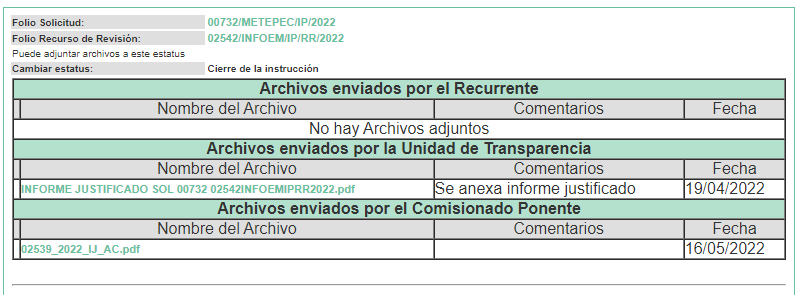 Folio Solicitud: 00732/METEPEC/IP/2022
Folio Recurso de Revisión: 02542/INFOEM/IP/RR/2022
Puede adjuntar archivos a este estatus
Cambiar estatus: Cierre de la instrucción
Archivos enviados por el Recurrente
Nombre del Archivo Comentarios Fecha
No hay Archivos adjuntos
Archivos enviados por la Unidad de Transparencia
Nombre del Archivo Comentarios Fecha
INFORME JUSTIFICADO SOL 00732 02542INFOEMIPRR2022.pdf Se anexa informe justificado 19/04/2022
Archivos enviados por el Comisionado Ponente
Nombre del Archivo Comentarios Fecha
02539_2022_IJ_AC.pdf 16/05/2022